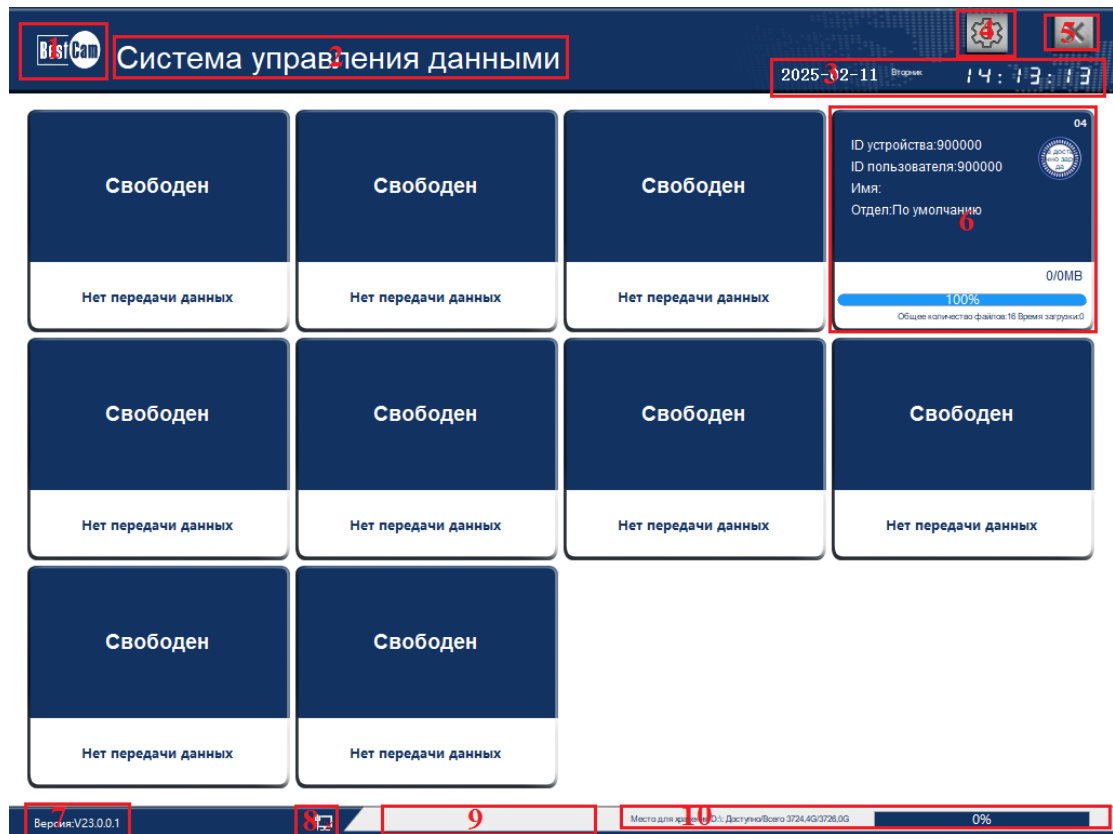 BestCam
1
Система управления данными
2
4
5
2025-02-11 Вторник 14:13:13
3
Свободен
Нет передачи данных
Свободен
Нет передачи данных
Свободен
Нет передачи данных
04
ID устройства:900000
ID пользователя:900000
Имя:
Отдел:По умолчанию
6
0/0MB
100%
Общее количество файлов:16 Время загрузки:0
Свободен
Нет передачи данных
Свободен
Нет передачи данных
Свободен
Нет передачи данных
Свободен
Нет передачи данных
Свободен
Нет передачи данных
Свободен
Нет передачи данных
7
Версия:V23.0.0.1
8
9
10
Место для хранения D:\: Доступно/Всего 3724,4G/3726,0G
0%